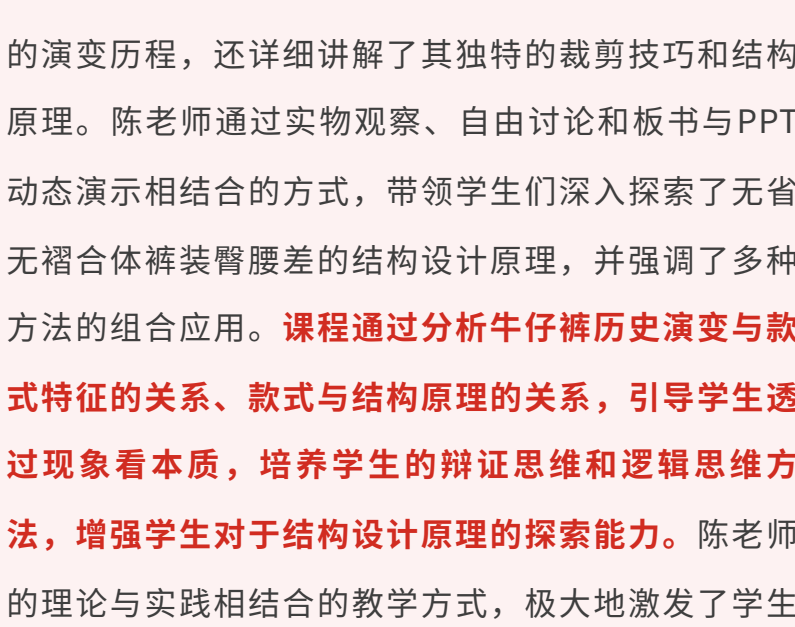 的演变历程，还详细讲解了其独特的裁剪技巧和结构
原理。陈老师通过实物观察、自由讨论和板书与PPT
动态演示相结合的方式，带领学生们深入探索了无省
无褶合体裤装臀腰差的结构设计原理，并强调了多种
方法的组合应用。课程通过分析牛仔裤历史演变与款
式特征的关系、款式与结构原理的关系，引导学生透
过现象看本质，培养学生的辩证思维和逻辑思维方
法，增强学生对于结构设计原理的探索能力。陈老师
的理论与实践相结合的教学方式，极大地激发了学生